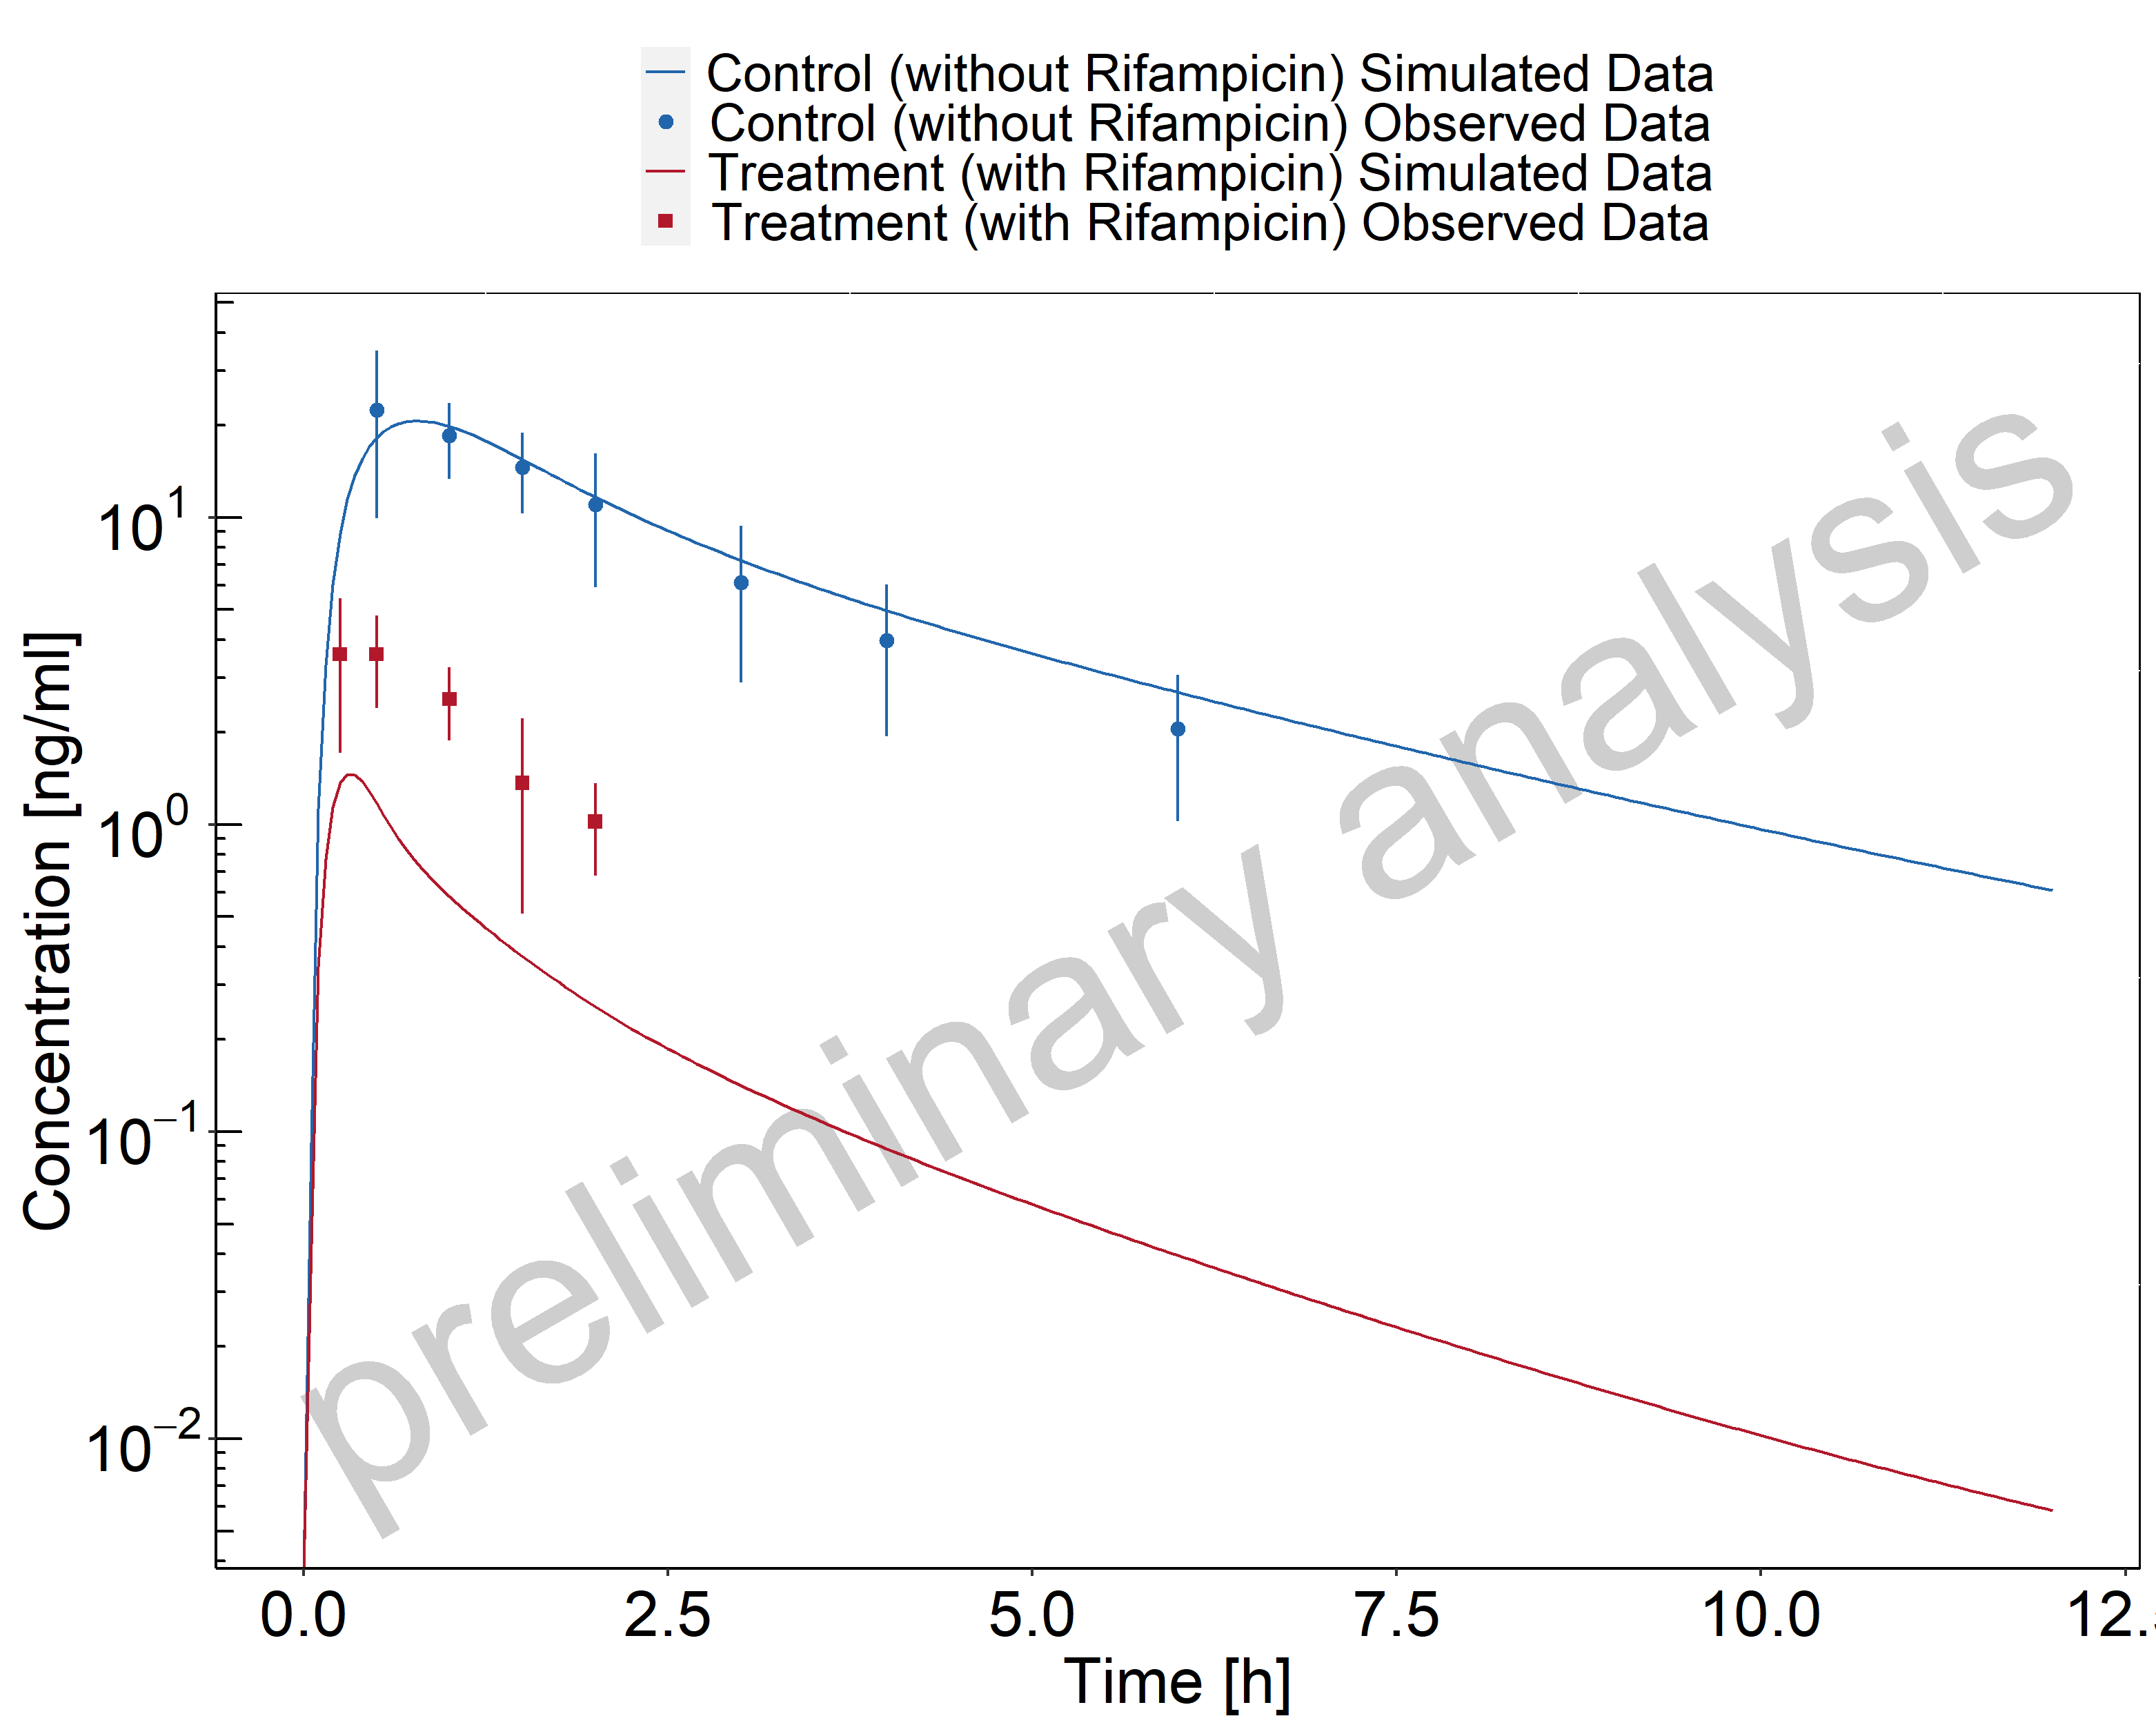 Control (without Rifampicin) Simulated Data
Control (without Rifampicin) Observed Data
Treatment (with Rifampicin) Simulated Data
Treatment (with Rifampicin) Observed Data
Concentration [ng/ml]
10^1
10^0
10^−1
10^−2
preliminary analysis
0.0 2.5 5.0 7.5 10.0 12.
Time [h]